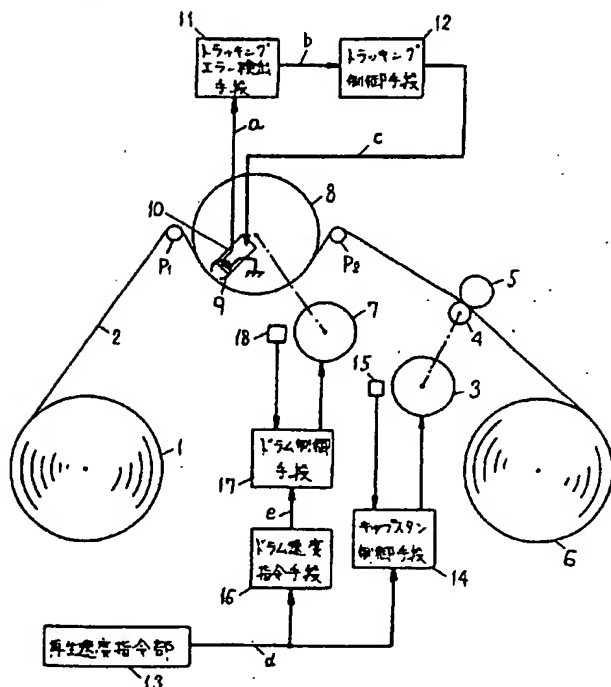 11
トラッキング
エラー検出
手段
b
12
トラッキング
制御手段
a
c
10
8
P1
P2
9
2
7
5
4
18
15
3
1
ドラム制御
手段
17
e
ドラム速度
指令手段
16
キャプスタン
制御手段
14
6
再生速度指令部
13
d